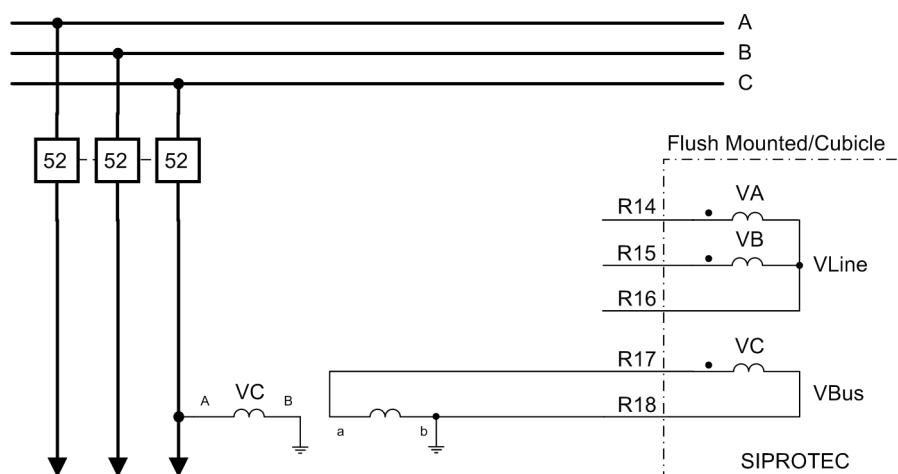 A
B
C
52 52 52
Flush Mounted/Cubicle
R14 VA
R15 VB VLine
R16
R17 VC
A VC B VBus
a b R18
SIPROTEC